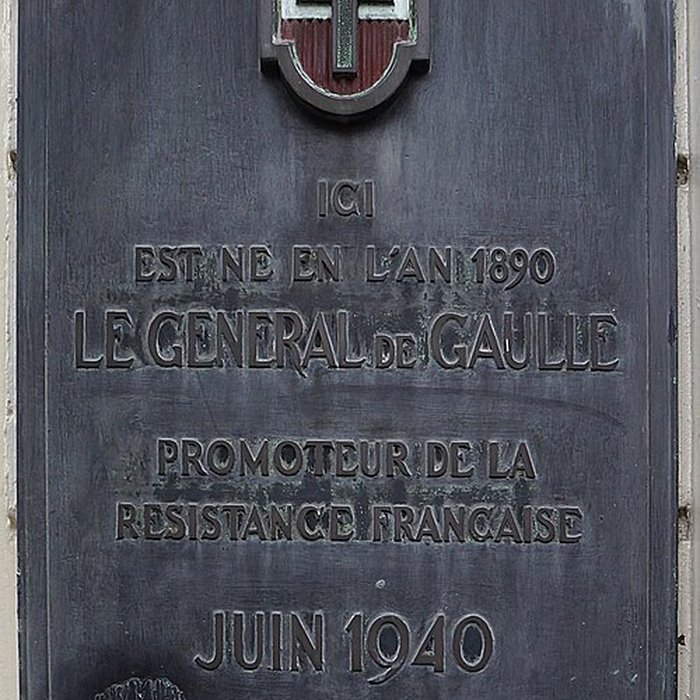 ICI
EST NE EN L'AN 1890
LE GENERAL DE GAULLE
PROMOTEUR DE LA
RESISTANCE FRANCAISE
JUIN 1940